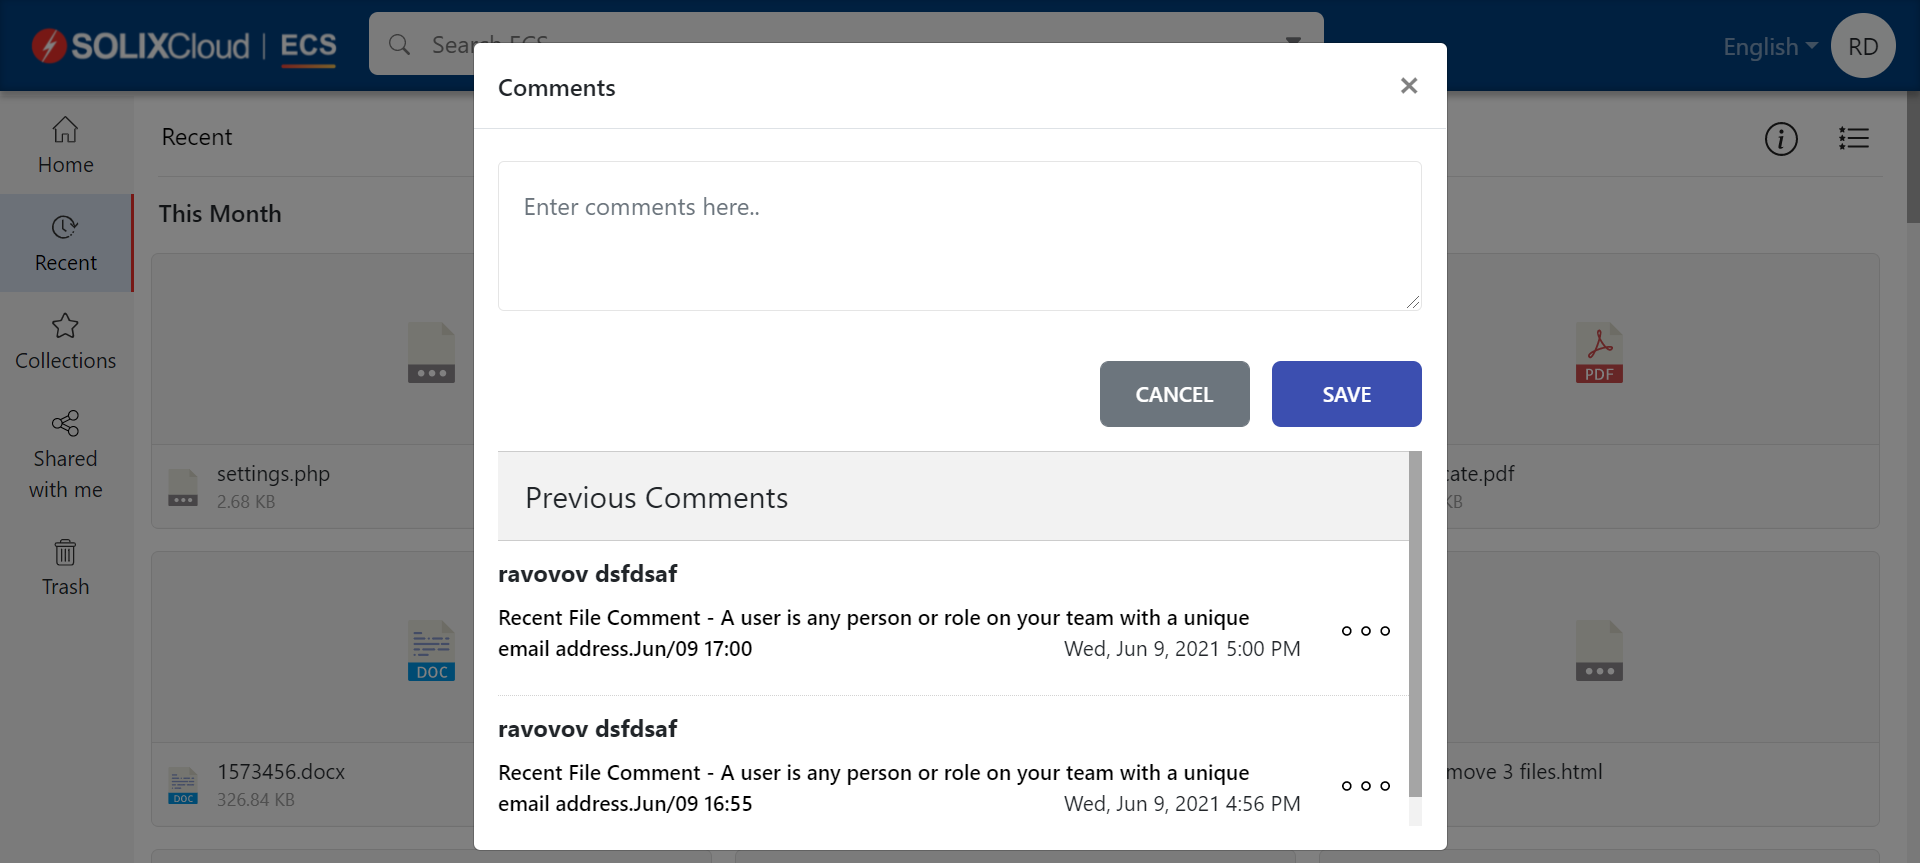 SOLIXCloud | ECS
Search ECS
English
RD
Home
Recent
Collections
Shared
with me
Trash
Recent
This Month
settings.php
2.68 KB
DOC
1573456.docx
326.84 KB
DOC
Comments
×
Enter comments here..
CANCEL
SAVE
Previous Comments
ravovov dsfdsaf
Recent File Comment - A user is any person or role on your team with a unique
email address.Jun/09 17:00
Wed, Jun 9, 2021 5:00 PM
ravovov dsfdsaf
Recent File Comment - A user is any person or role on your team with a unique
email address.Jun/09 16:55
Wed, Jun 9, 2021 4:56 PM
PDF
cate.pdf
KB
move 3 files.html